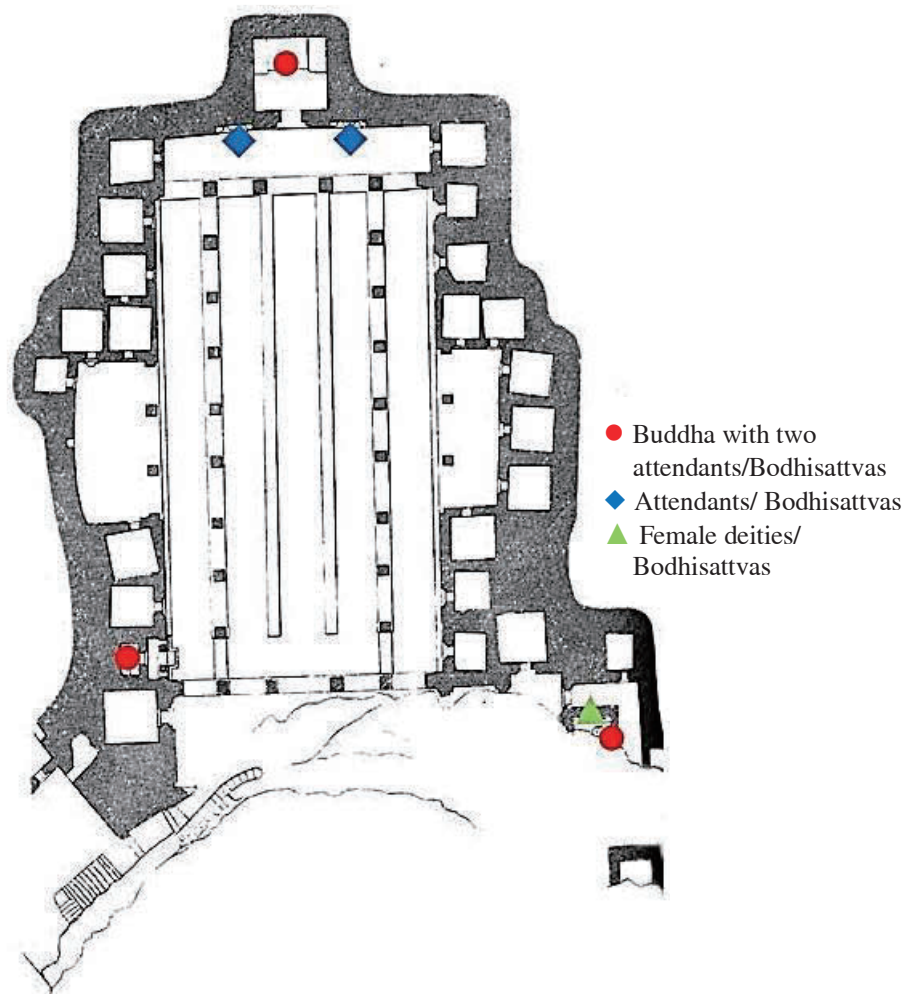 Buddha with two
attendants/Bodhisattvas
Attendants/ Bodhisattvas
Female deities/
Bodhisattvas